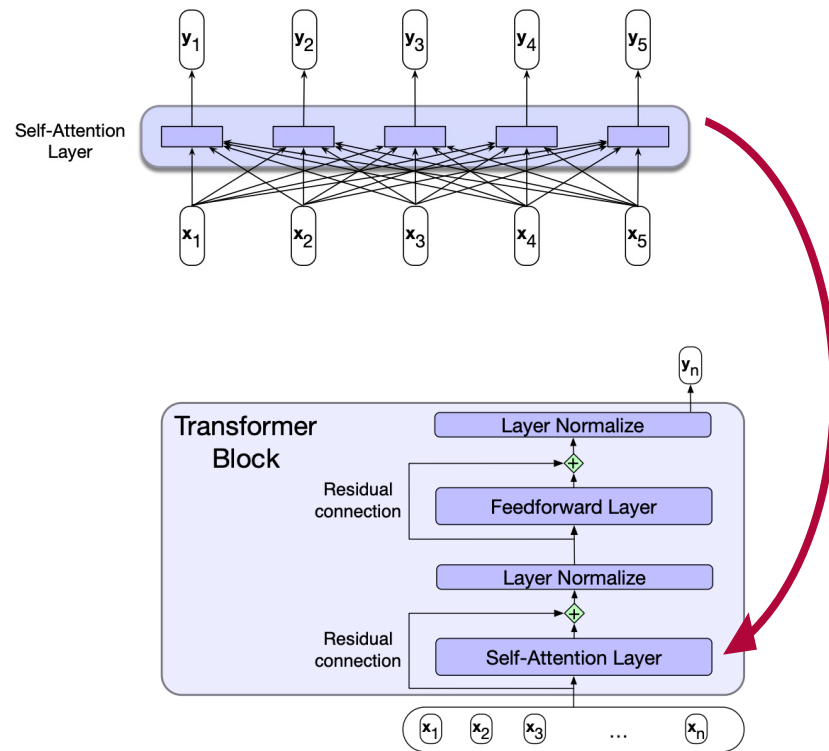 y1 y2 y3 y4 y5
Self-Attention
Layer
x1 x2 x3 x4 x5
yn
Transformer
Block
Layer Normalize
+
Residual
connection
Feedforward Layer
Layer Normalize
+
Residual
connection
Self-Attention Layer
x1 x2 x3 ... xn